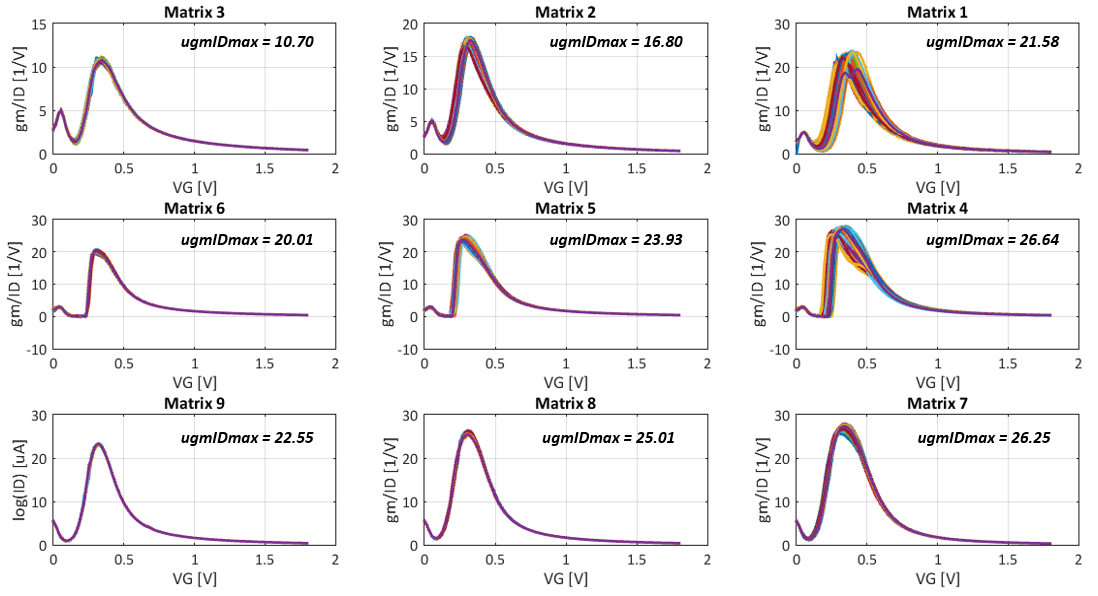 Matrix 3
ugmIDmax = 10.70
gm/ID [1/V]
15
10
5
0
0 0.5 1 1.5 2
VG [V]
Matrix 2
ugmIDmax = 16.80
gm/ID [1/V]
20
15
10
5
0
0 0.5 1 1.5 2
VG [V]
Matrix 1
ugmIDmax = 21.58
gm/ID [1/V]
30
20
10
0
0 0.5 1 1.5 2
VG [V]
Matrix 6
ugmIDmax = 20.01
gm/ID [1/V]
30
20
10
0
-10
0 0.5 1 1.5 2
VG [V]
Matrix 5
ugmIDmax = 23.93
gm/ID [1/V]
30
20
10
0
-10
0 0.5 1 1.5 2
VG [V]
Matrix 4
ugmIDmax = 26.64
gm/ID [1/V]
30
20
10
0
-10
0 0.5 1 1.5 2
VG [V]
Matrix 9
ugmIDmax = 22.55
log(ID) [uA]
30
20
10
0
0 0.5 1 1.5 2
VG [V]
Matrix 8
ugmIDmax = 25.01
gm/ID [1/V]
30
20
10
0
0 0.5 1 1.5 2
VG [V]
Matrix 7
ugmIDmax = 26.25
gm/ID [1/V]
30
20
10
0
0 0.5 1 1.5 2
VG [V]